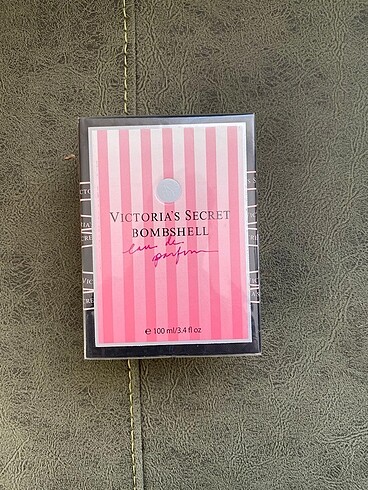 VICTORIA'S SECRET
BOMBSHELL
eau de
parfum
℮ 100 ml/3.4 fl oz